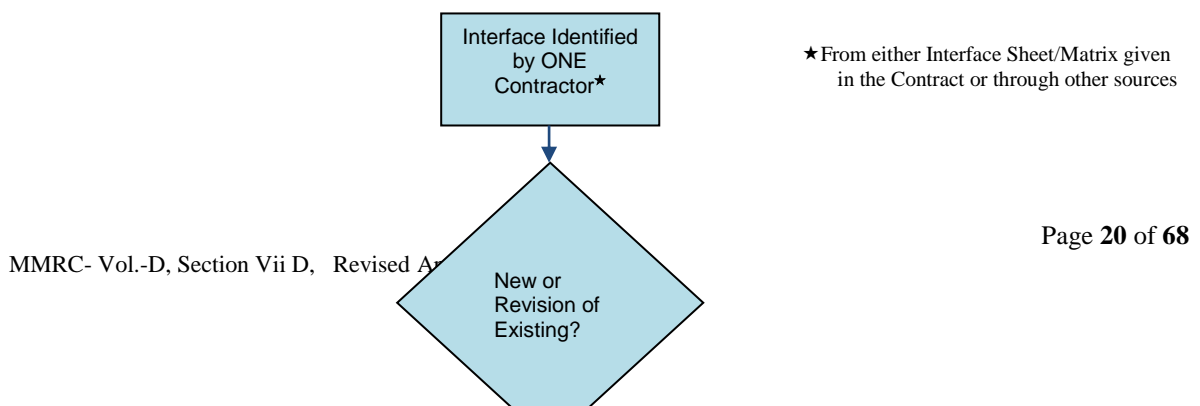 Interface Identified
by ONE
Contractor★
★From either Interface Sheet/Matrix given
in the Contract or through other sources
Page 20 of 68
MMRC- Vol.-D, Section Vii D, Revised
New or
Revision of
Existing?